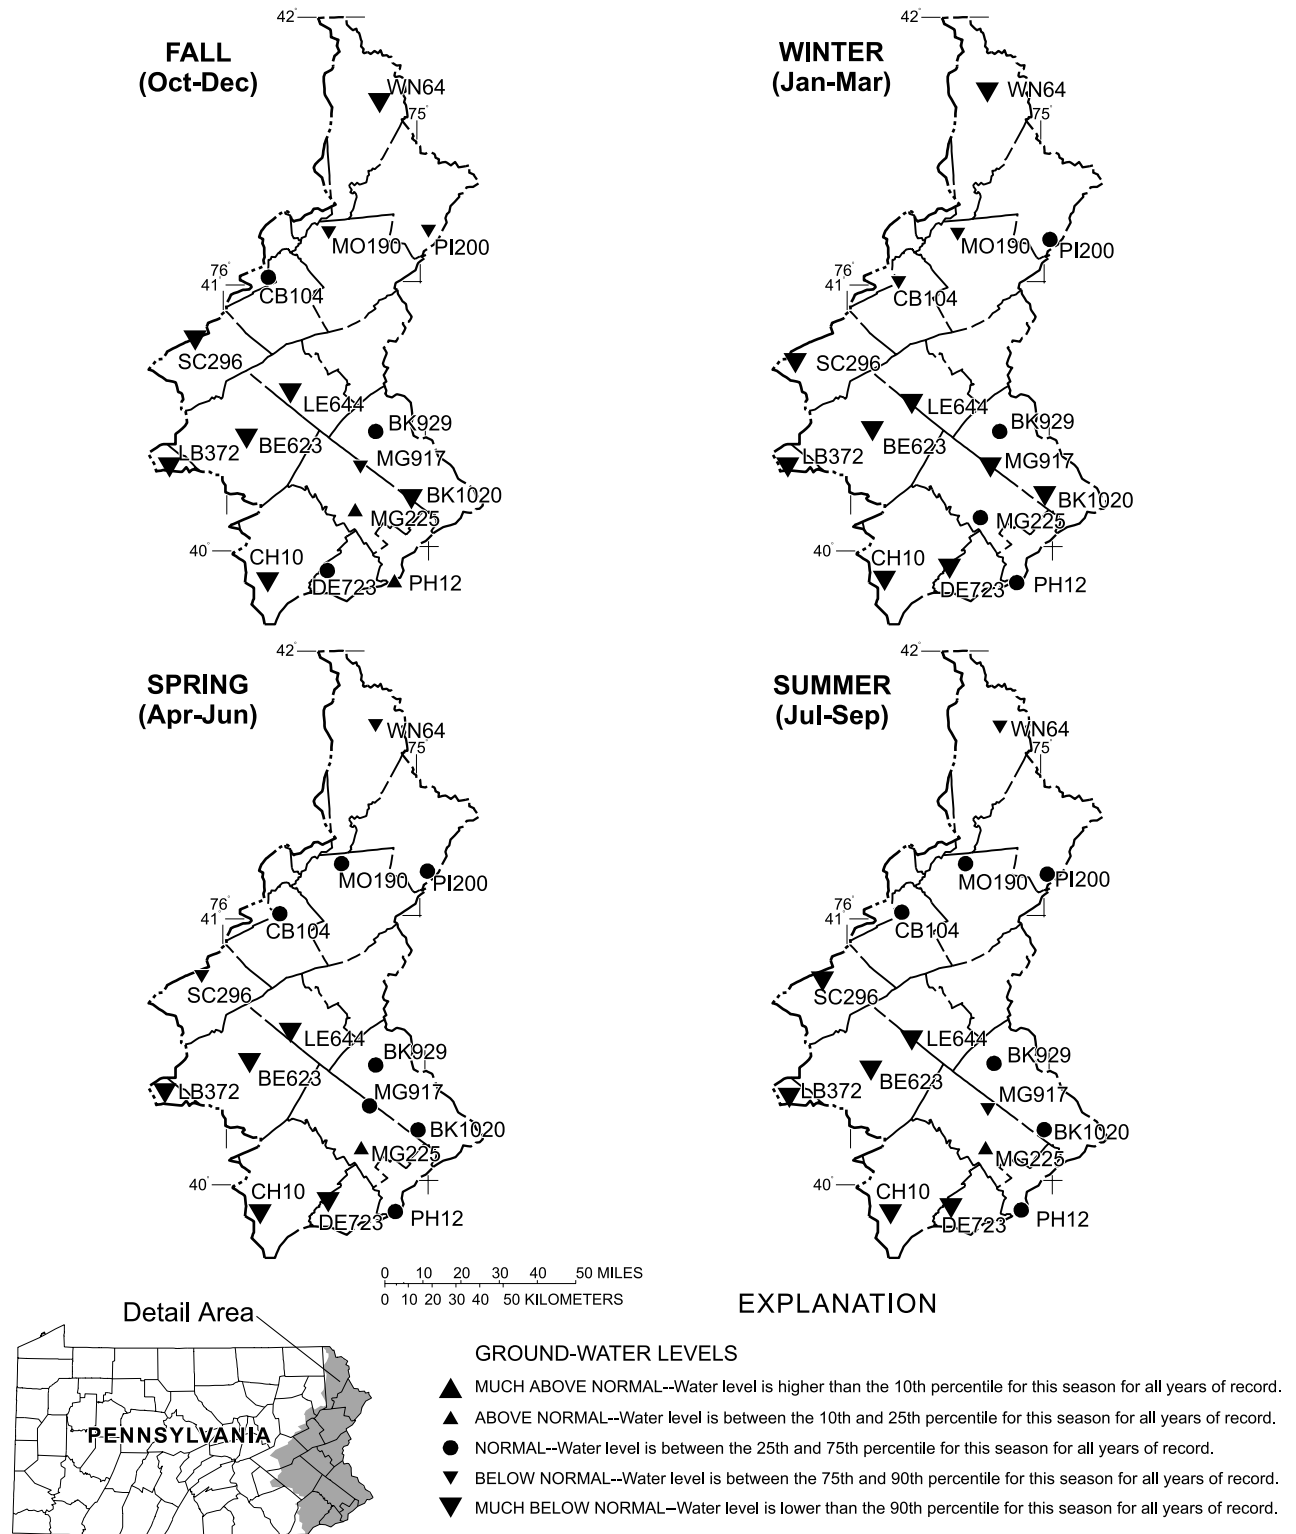 FALL
(Oct-Dec)
42°
WN64
75°
MO190
PI200
76°
41°
CB104
SC296
LE644
BK929
BE623
LB372
MG917
BK1020
MG225
40°
CH10
DE723
PH12
WINTER
(Jan-Mar)
42°
WN64
75°
MO190
PI200
76°
41°
CB104
SC296
LE644
BK929
BE623
LB372
MG917
BK1020
MG225
40°
CH10
DE723
PH12
SPRING
(Apr-Jun)
42°
WN64
75°
MO190
PI200
76°
41°
CB104
SC296
LE644
BK929
BE623
LB372
MG917
BK1020
MG225
40°
CH10
DE723
PH12
SUMMER
(Jul-Sep)
42°
WN64
75°
MO190
PI200
76°
41°
CB104
SC296
LE644
BK929
BE623
LB372
MG917
BK1020
MG225
40°
CH10
DE723
PH12
0 10 20 30 40 50 MILES
0 10 20 30 40 50 KILOMETERS
Detail Area
PENNSYLVANIA
EXPLANATION
GROUND-WATER LEVELS
MUCH ABOVE NORMAL--Water level is higher than the 10th percentile for this season for all years of record.
ABOVE NORMAL--Water level is between the 10th and 25th percentile for this season for all years of record.
NORMAL--Water level is between the 25th and 75th percentile for this season for all years of record.
BELOW NORMAL--Water level is between the 75th and 90th percentile for this season for all years of record.
MUCH BELOW NORMAL--Water level is lower than the 90th percentile for this season for all years of record.